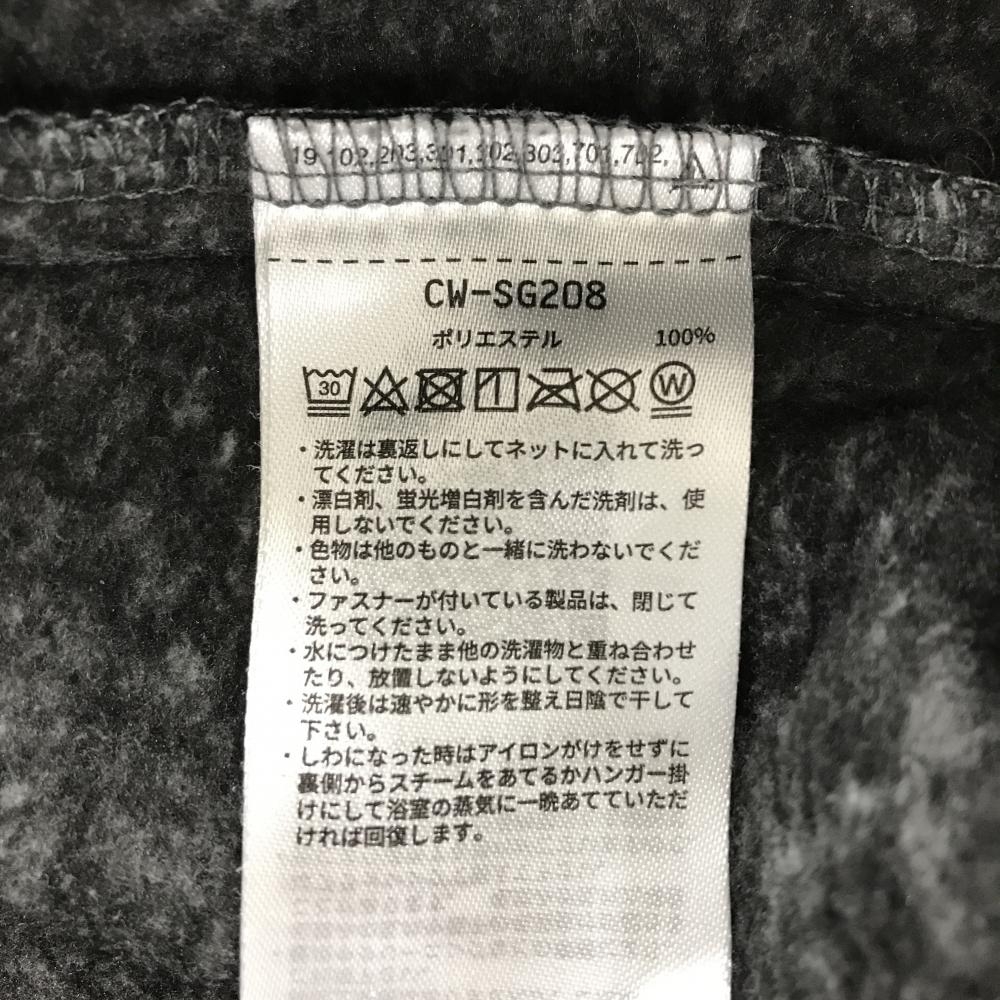 19,102,203,301,302,303,701,702,
CW-SG208
ポリエステル 100%
30 W
・洗濯は裏返しにしてネットに入れて洗っ
てください。
・漂白剤、蛍光増白剤を含んだ洗剤は、使
用しないでください。
・色物は他のものと一緒に洗わないでくだ
さい。
・ファスナーが付いている製品は、閉じて
洗ってください。
・水につけたまま他の洗濯物と重ね合わせ
たり、放置しないようにしてください。
・洗濯後は速やかに形を整え日陰で干して
下さい。
・しわになった時はアイロンがけをせずに
裏側からスチームをあてるかハンガー掛
けにして浴室の蒸気に一晩あてていただ
ければ回復します。